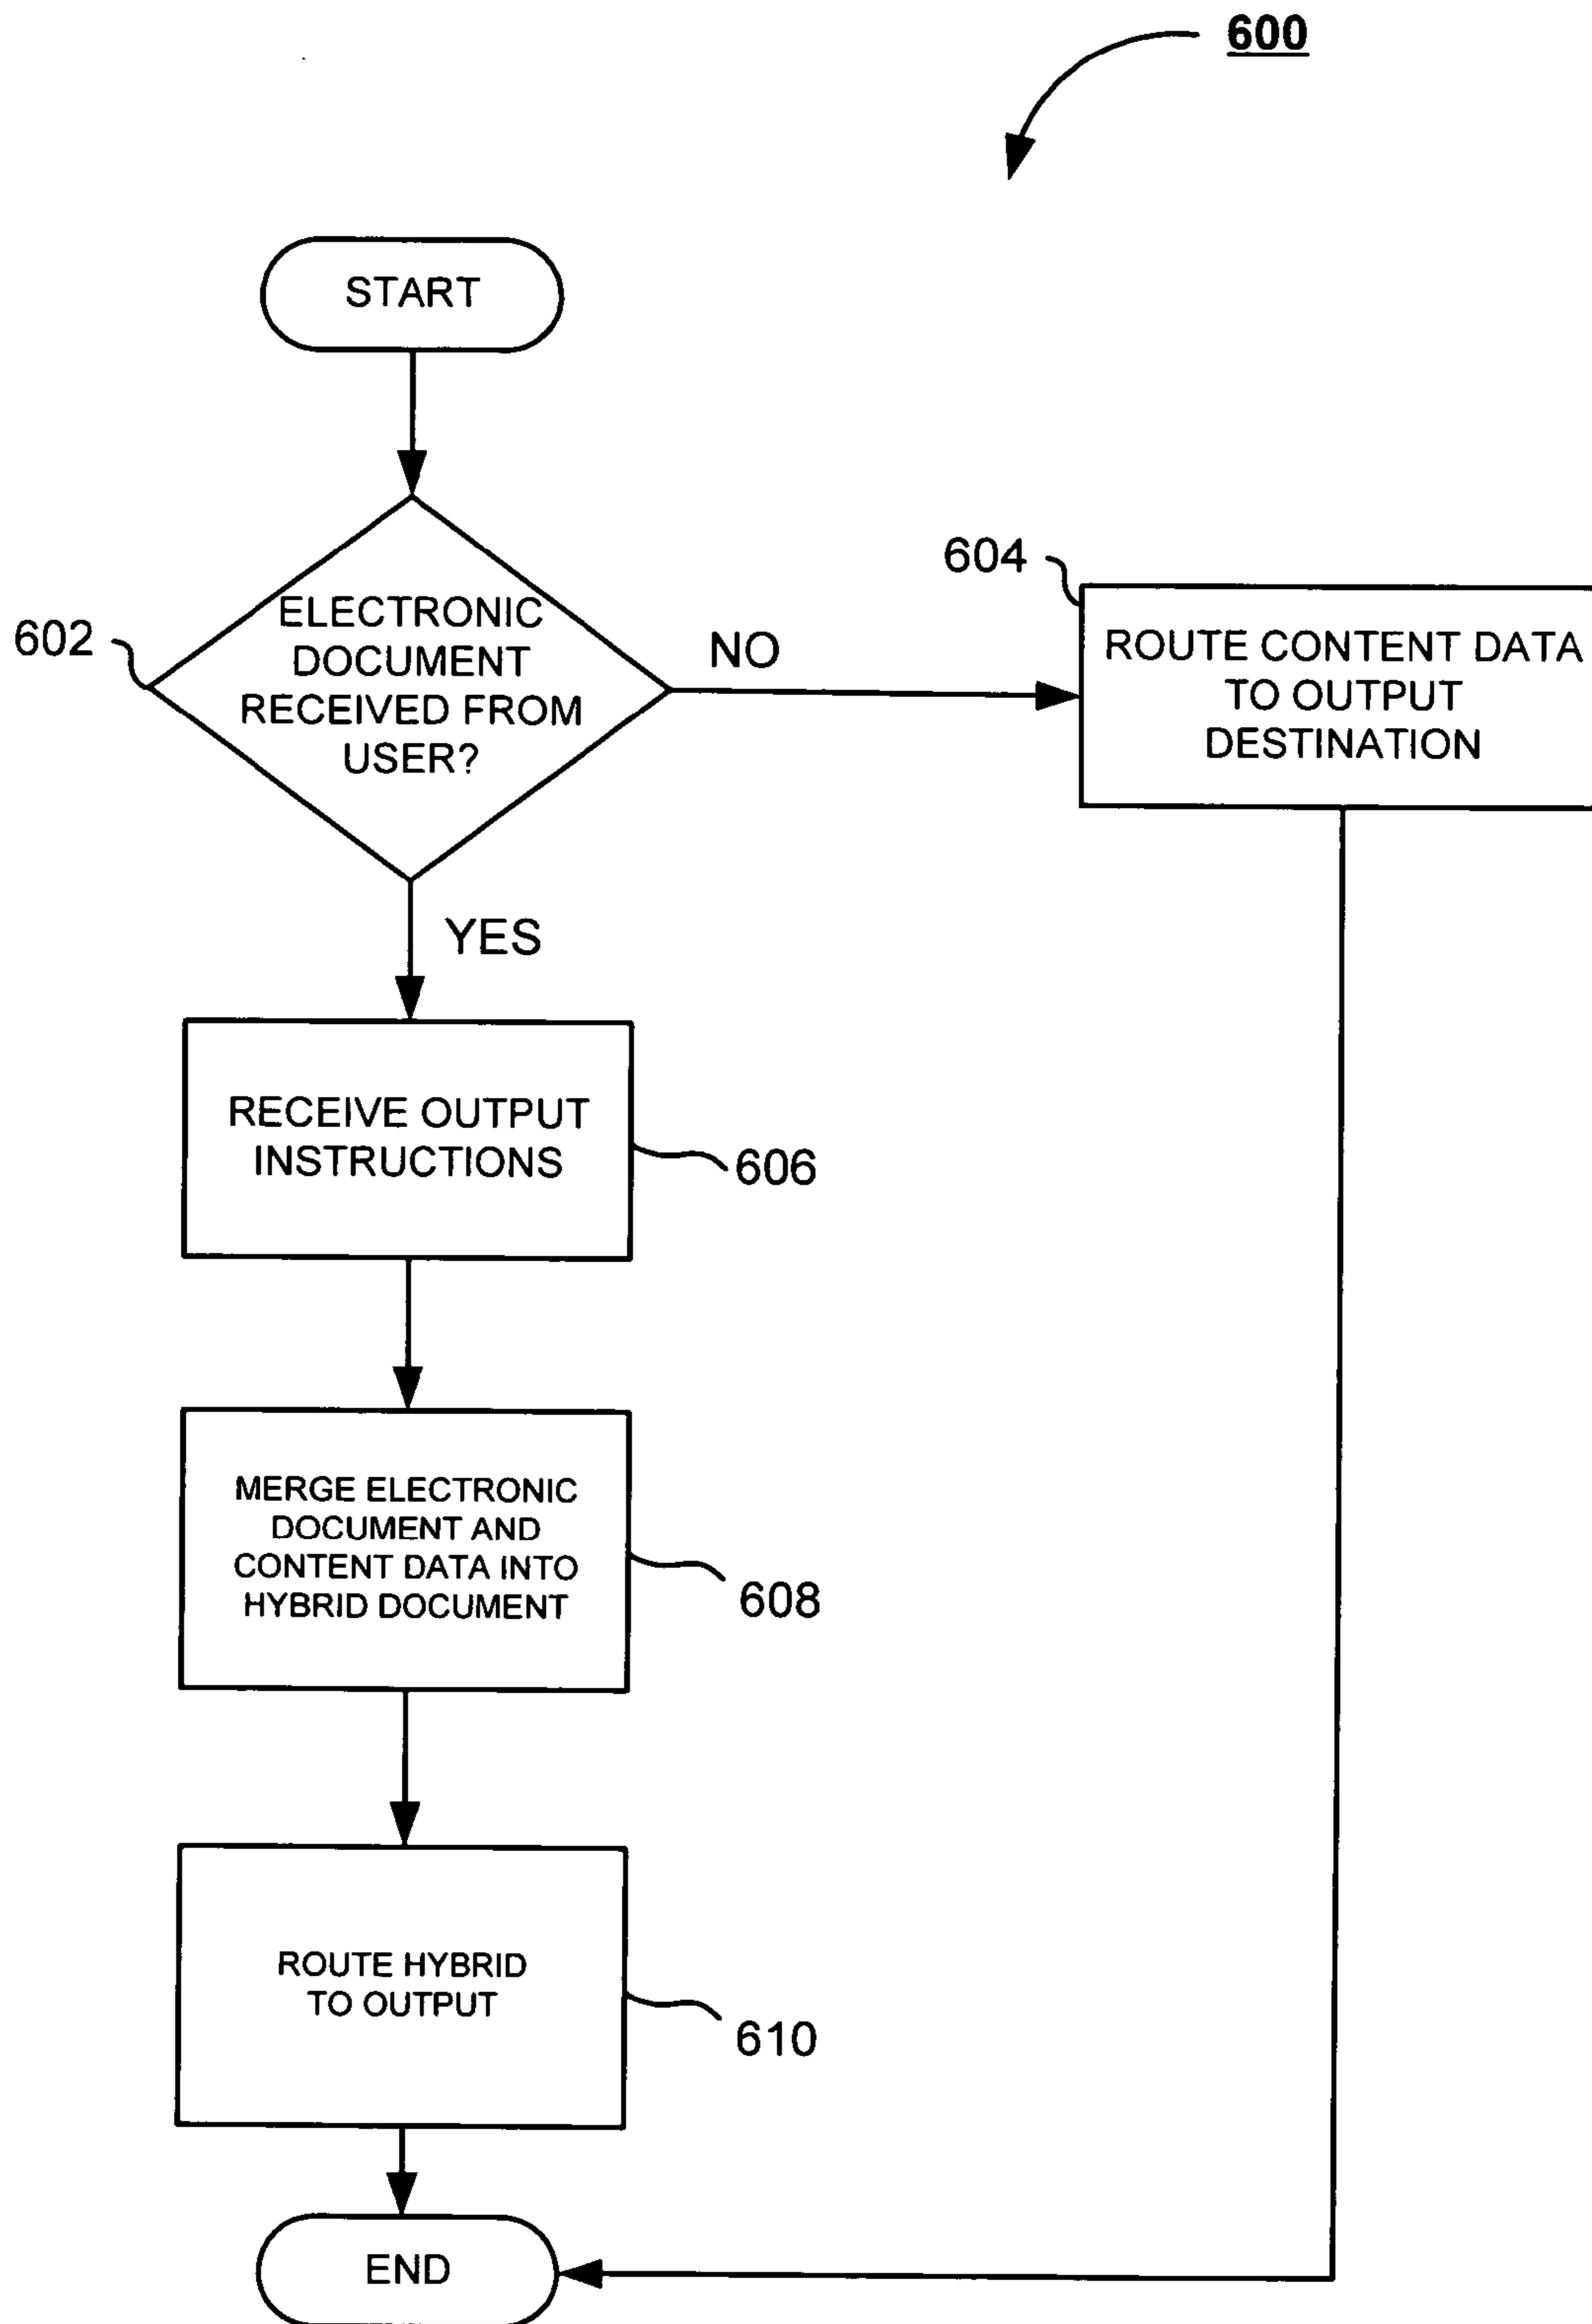 600
START
602
ELECTRONIC
DOCUMENT
RECEIVED FROM
USER?
NO
604
ROUTE CONTENT DATA
TO OUTPUT
DESTINATION
YES
RECEIVE OUTPUT
INSTRUCTIONS
606
MERGE ELECTRONIC
DOCUMENT AND
CONTENT DATA INTO
HYBRID DOCUMENT
608
ROUTE HYBRID
TO OUTPUT
610
END